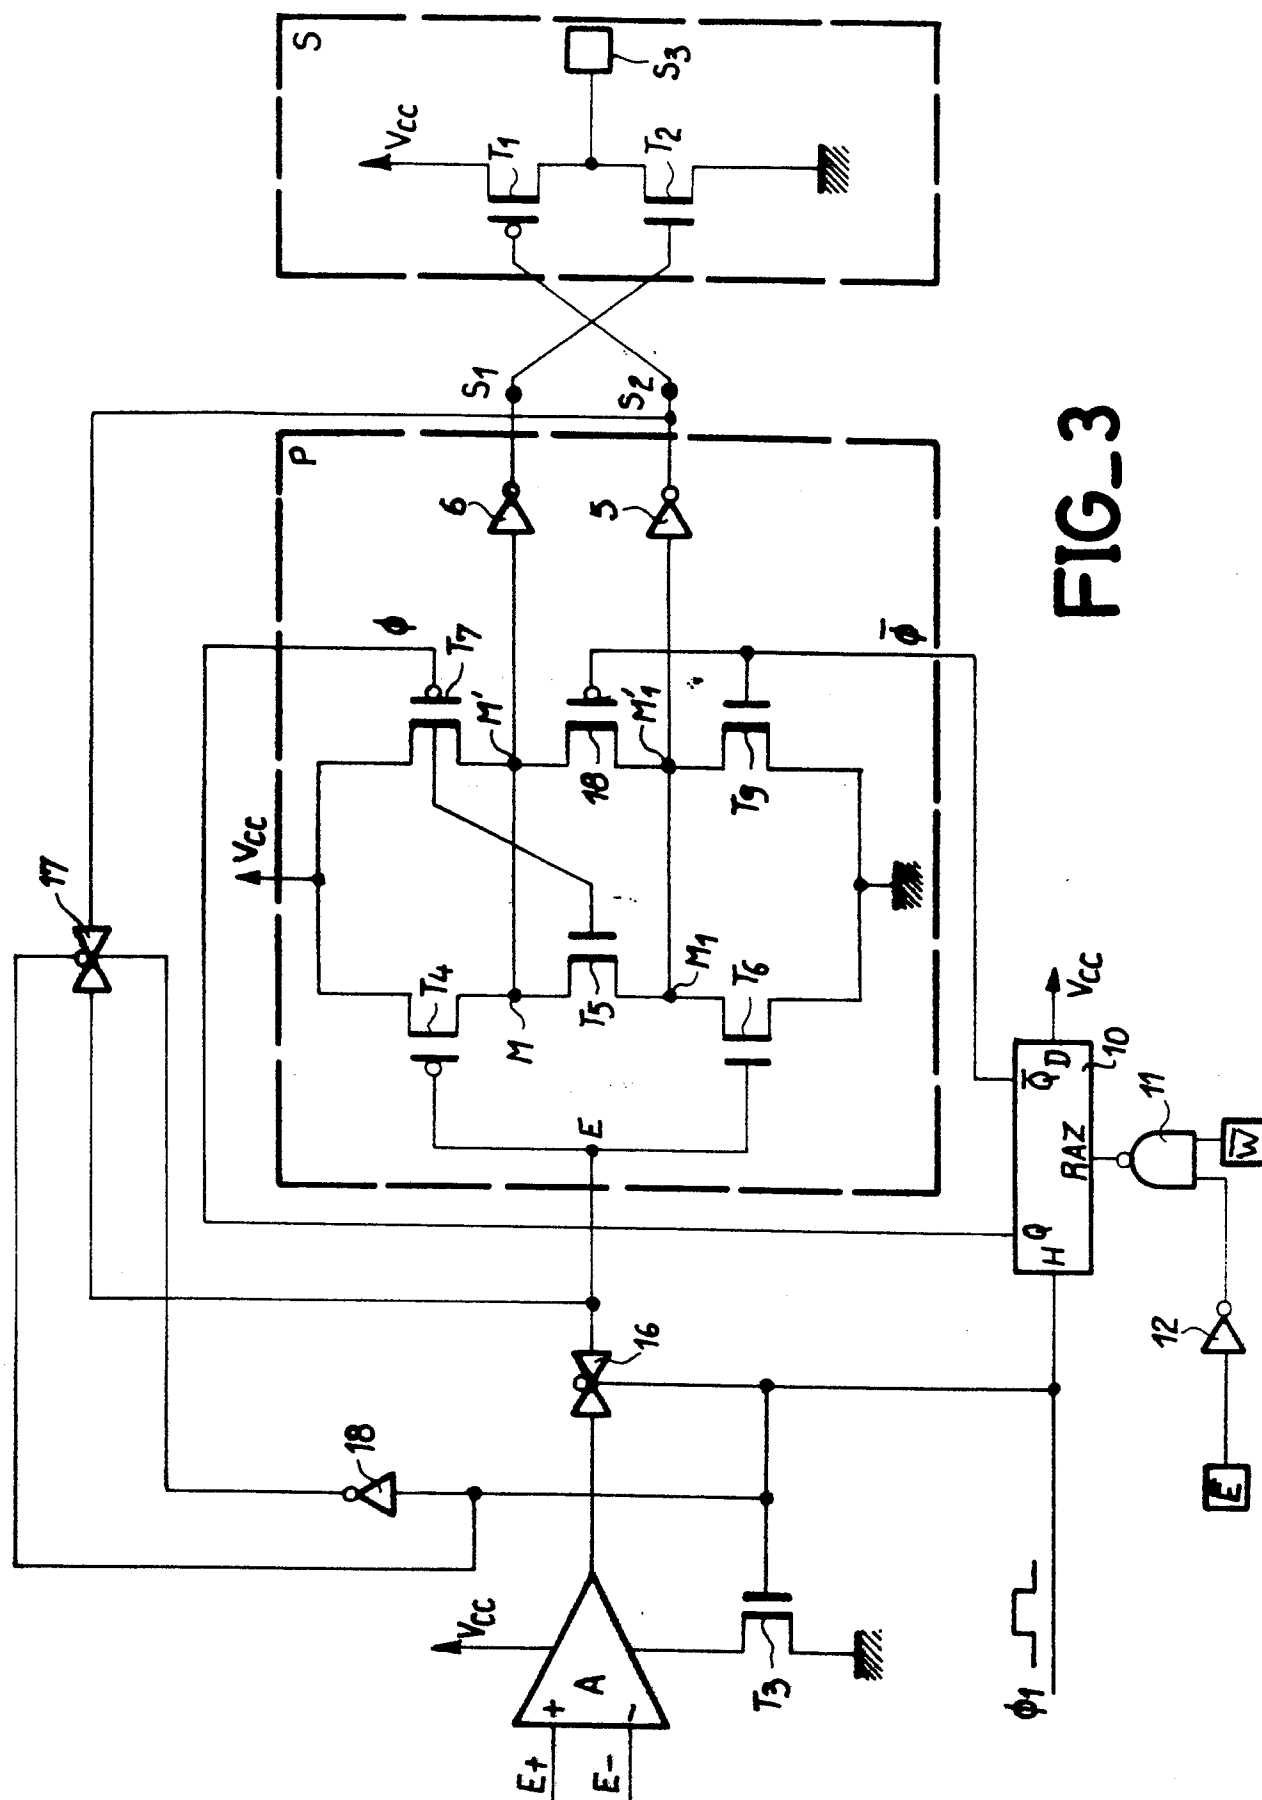 S
S3
Vcc
T1
T2
S1
S2
P
6
5
ϕ
T7
M'
18
M'1
T9
ϕ̅
17
Vcc
T4
M
T5
M1
T6
E
16
18
Vcc
A
+
-
E+
E-
T3
Q̅
D
Vcc
10
RAZ
Q
H
11
W̅
12
E̅
ϕ1
FIG_3